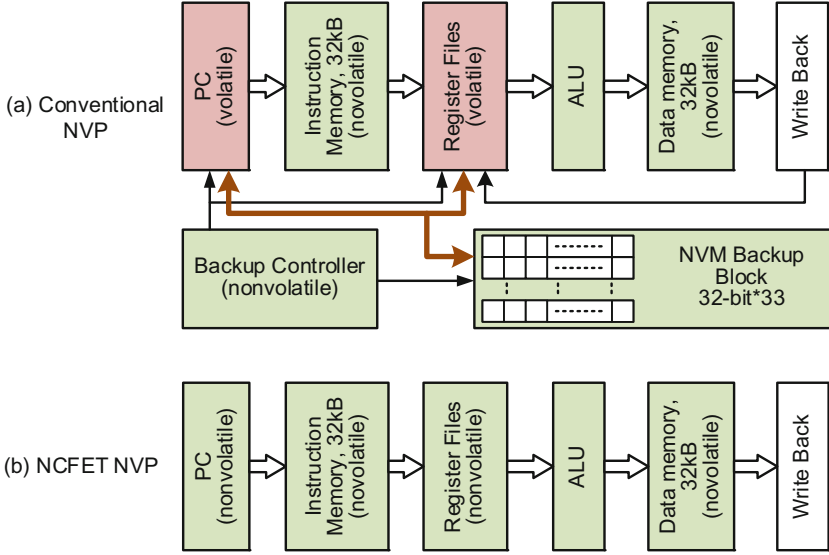 (a) Conventional
NVP
PC
(volatile)
Instruction
Memory, 32kB
(novolatile)
Register Files
(volatile)
ALU
Data memory,
32kB
(novolatile)
Write Back
Backup Controller
(nonvolatile)
NVM Backup
Block
32-bit*33
(b) NCFET NVP
PC
(nonvolatile)
Instruction
Memory, 32kB
(novolatile)
Register Files
(nonvolatile)
ALU
Data memory,
32kB
(novolatile)
Write Back